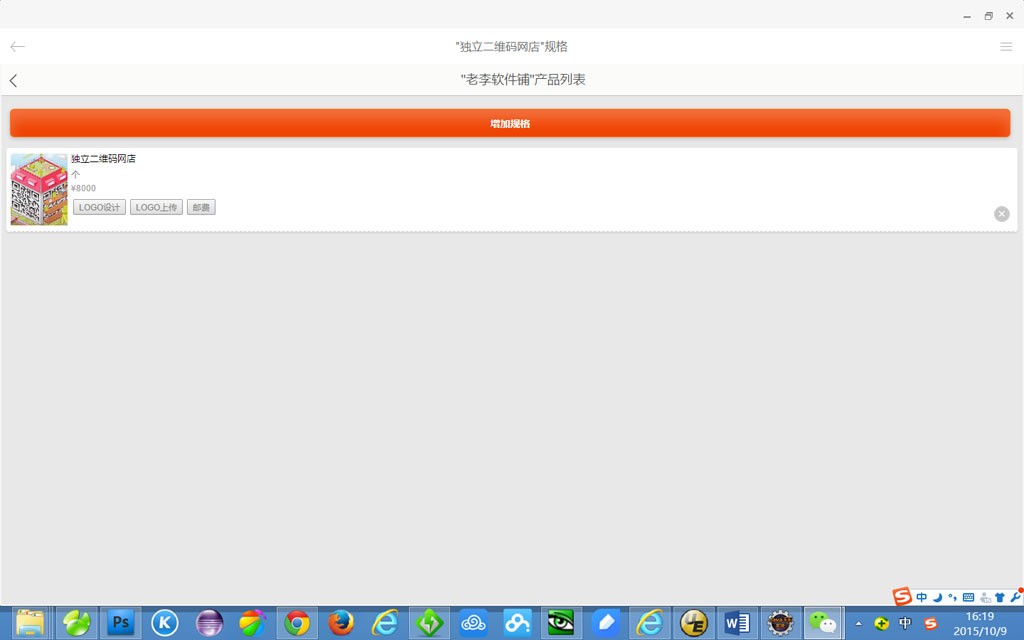 "独立二维码网店"规格
"老李软件铺"产品列表
增加规格
独立二维码网店
个
¥8000
LOGO设计 LOGO上传 邮费
中
Ps K UE W 中
16:19
2015/10/9